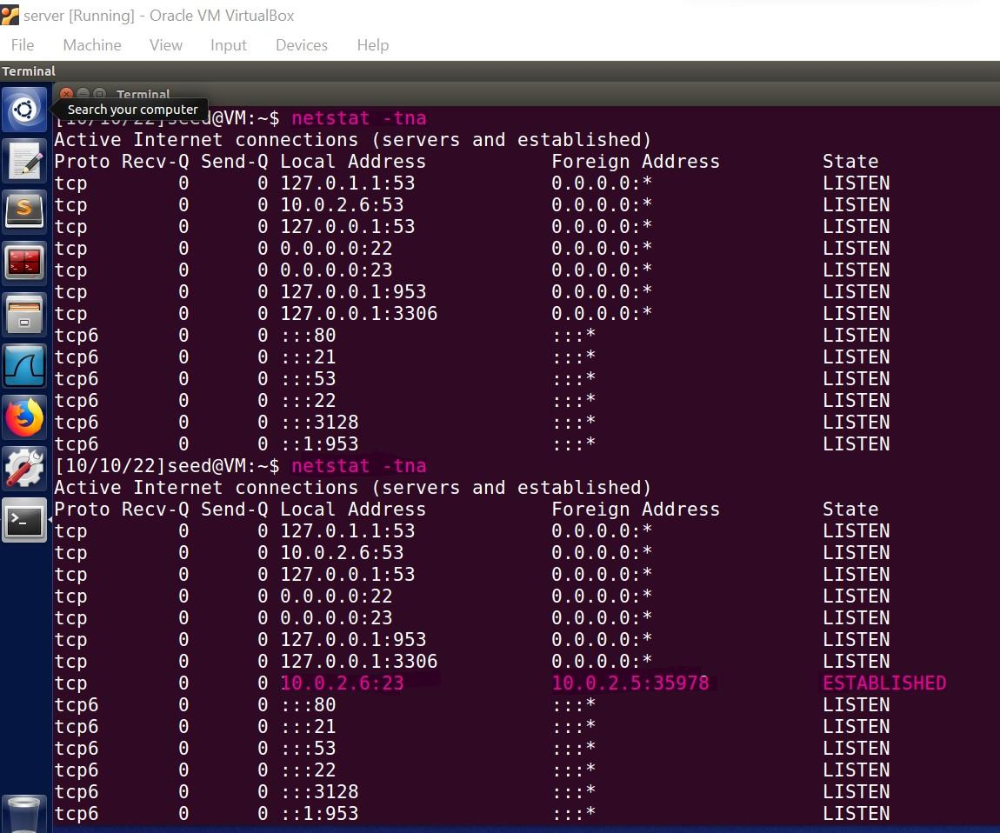 server [Running] - Oracle VM VirtualBox
File Machine View Input Devices Help
Terminal
Terminal
Search your computer
[10/10/22]seed@VM:~$ netstat -tna
Active Internet connections (servers and established)
Proto Recv-Q Send-Q Local Address Foreign Address State
tcp 0 0 127.0.1.1:53 0.0.0.0:* LISTEN
tcp 0 0 10.0.2.6:53 0.0.0.0:* LISTEN
tcp 0 0 127.0.0.1:53 0.0.0.0:* LISTEN
tcp 0 0 0.0.0.0:22 0.0.0.0:* LISTEN
tcp 0 0 0.0.0.0:23 0.0.0.0:* LISTEN
tcp 0 0 127.0.0.1:953 0.0.0.0:* LISTEN
tcp 0 0 127.0.0.1:3306 0.0.0.0:* LISTEN
tcp6 0 0 :::80 :::* LISTEN
tcp6 0 0 :::21 :::* LISTEN
tcp6 0 0 :::53 :::* LISTEN
tcp6 0 0 :::22 :::* LISTEN
tcp6 0 0 :::3128 :::* LISTEN
tcp6 0 0 ::1:953 :::* LISTEN
[10/10/22]seed@VM:~$ netstat -tna
Active Internet connections (servers and established)
Proto Recv-Q Send-Q Local Address Foreign Address State
tcp 0 0 127.0.1.1:53 0.0.0.0:* LISTEN
tcp 0 0 10.0.2.6:53 0.0.0.0:* LISTEN
tcp 0 0 127.0.0.1:53 0.0.0.0:* LISTEN
tcp 0 0 0.0.0.0:22 0.0.0.0:* LISTEN
tcp 0 0 0.0.0.0:23 0.0.0.0:* LISTEN
tcp 0 0 127.0.0.1:953 0.0.0.0:* LISTEN
tcp 0 0 127.0.0.1:3306 0.0.0.0:* LISTEN
tcp 0 0 10.0.2.6:23 10.0.2.5:35978 ESTABLISHED
tcp6 0 0 :::80 :::* LISTEN
tcp6 0 0 :::21 :::* LISTEN
tcp6 0 0 :::53 :::* LISTEN
tcp6 0 0 :::22 :::* LISTEN
tcp6 0 0 :::3128 :::* LISTEN
tcp6 0 0 ::1:953 :::* LISTEN